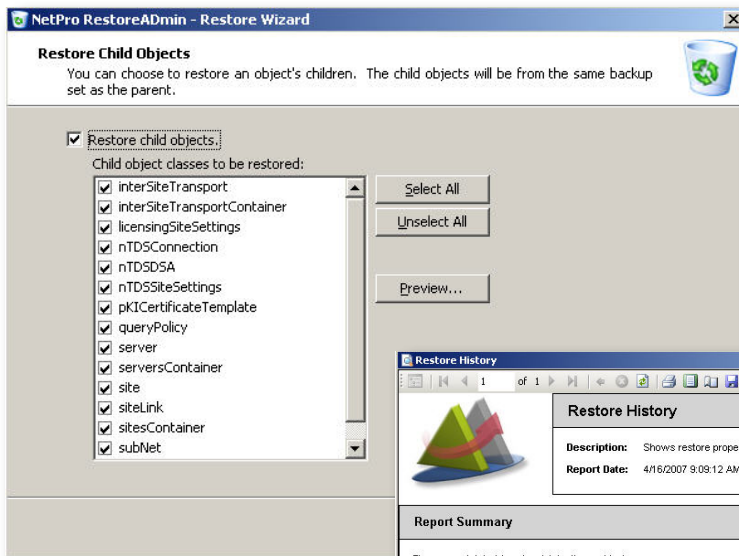 NetPro RestoreADmin - Restore Wizard
Restore Child Objects
You can choose to restore an object's children. The child objects will be from the same backup
set as the parent.
Restore child objects.
Child object classes to be restored:
interSiteTransport
interSiteTransportContainer
licensingSiteSettings
nTDSConnection
nTDSDSA
nTDSSiteSettings
pKICertificateTemplate
queryPolicy
server
serversContainer
site
siteLink
sitesContainer
subNet
Select All
Unselect All
Preview...
Restore History
1 of 1
Restore History
Description: Shows restore prope
Report Date: 4/16/2007 9:09:12 AM
Report Summary